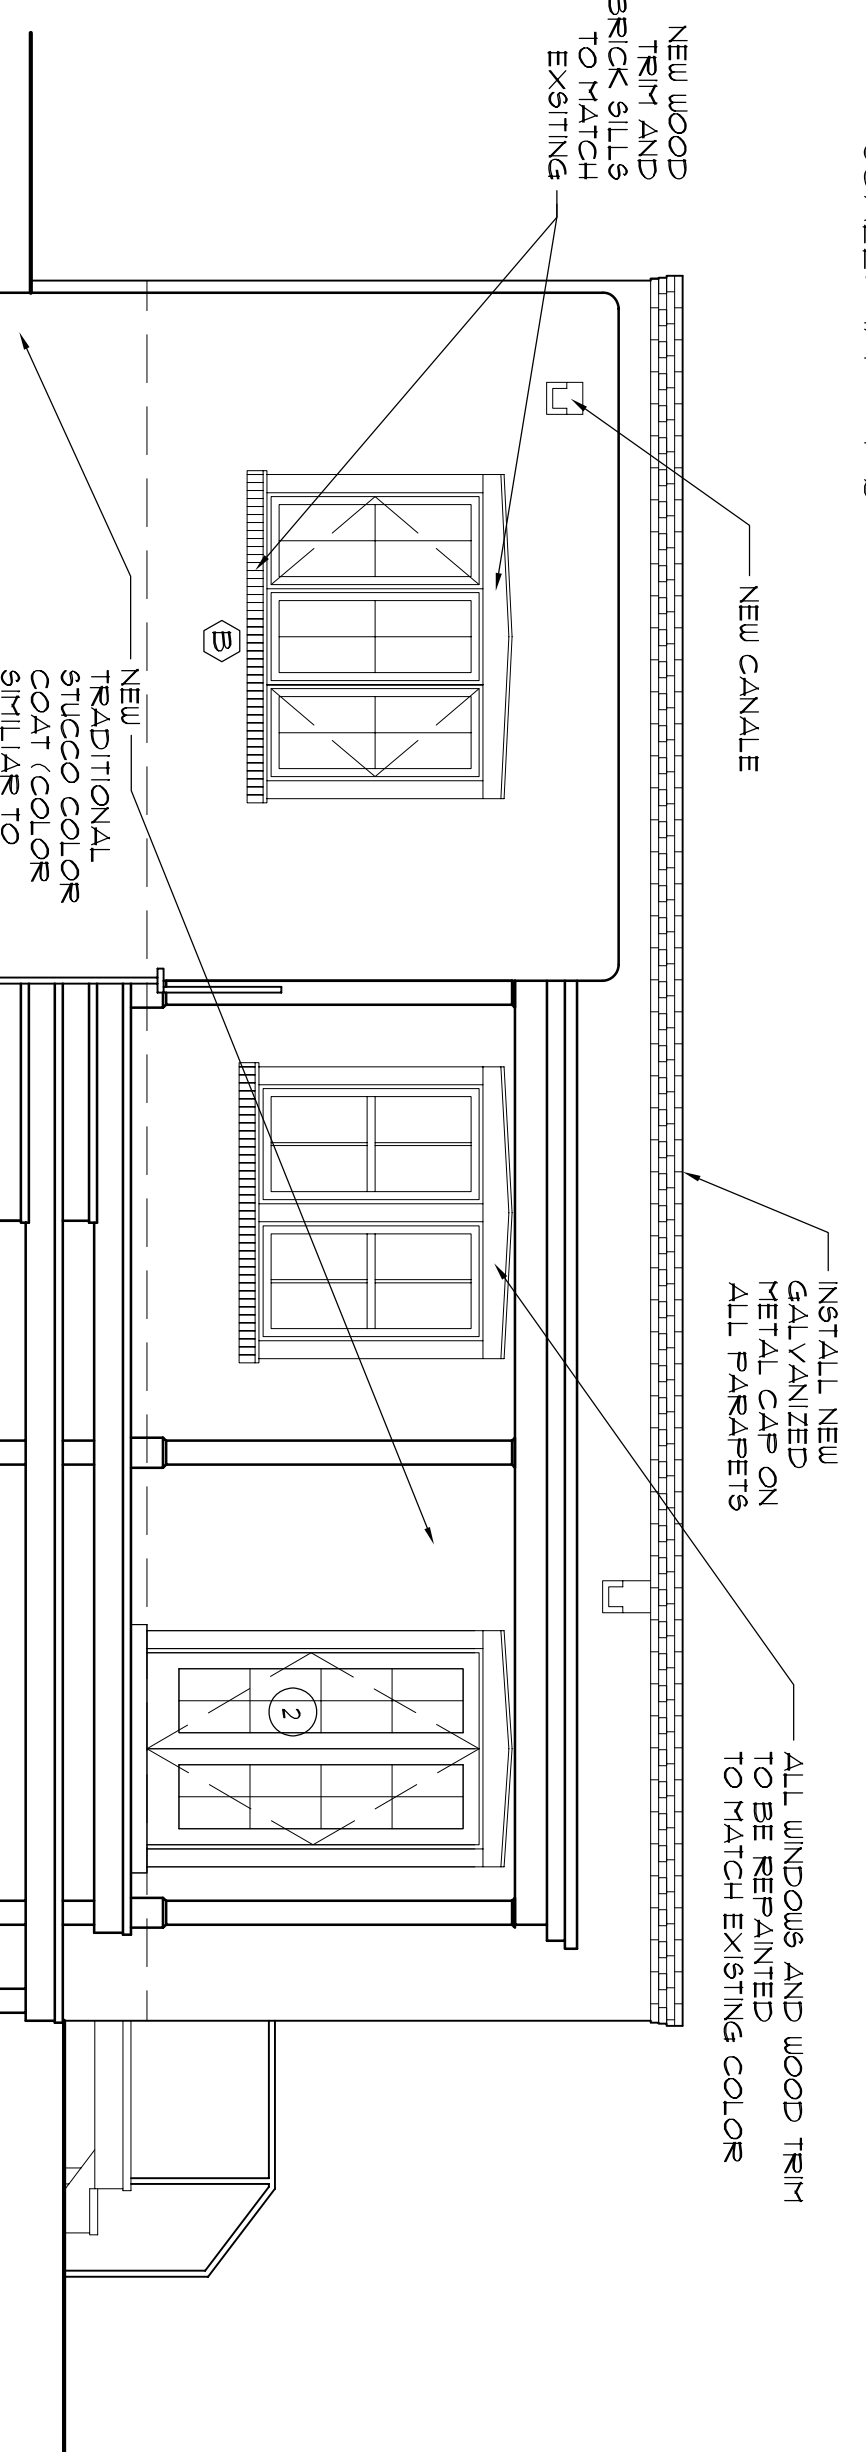 NEW WOOD
TRIM AND
BRICK SILLS
TO MATCH
EXSITING
NEW CANALE
INSTALL NEW
GALVANIZED
METAL CAP ON
ALL PARAPETS
ALL WINDOWS AND WOOD TRIM
TO BE REPAINTED
TO MATCH EXISTING COLOR
B
2
NEW
TRADITIONAL
STUCCO COLOR
COAT (COLOR
SIMILIAR TO